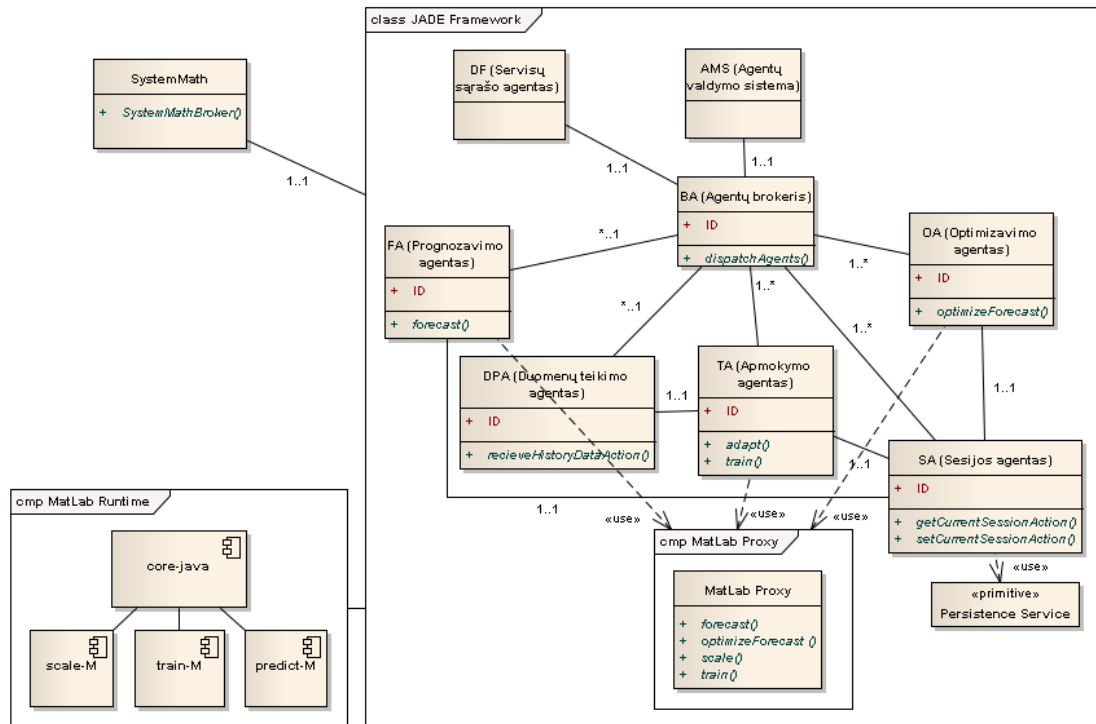 class JADE Framework
SystemMath
+ SystemMathBroker()
1..1
DF (Servisų
sąrašo agentas)
AMS (Agentų
valdymo sistema)
1..1
1..1
BA (Agentų brokeris)
+ ID
+ dispatchAgents()
FA (Prognozavimo
agentas)
+ ID
+ forecast()
*..1
OA (Optimizavimo
agentas)
+ ID
+ optimizeForecast()
1..*
*..1
1..*
1..*
DPA (Duomenų teikimo
agentas)
+ ID
+ recieveHistoryDataAction()
1..1
TA (Apmokymo
agentas)
+ ID
+ adapt()
+ train()
1..1
1..1
SA (Sesijos agentas)
+ ID
+ getCurrentSessionAction()
+ setCurrentSessionAction()
1..1
«use»
«use»
«use»
«use»
cmp MatLab Runtime
core-java
scale-M
train-M
predict-M
cmp MatLab Proxy
MatLab Proxy
+ forecast()
+ optimizeForecast ()
+ scale()
+ train()
«primitive»
Persistence Service